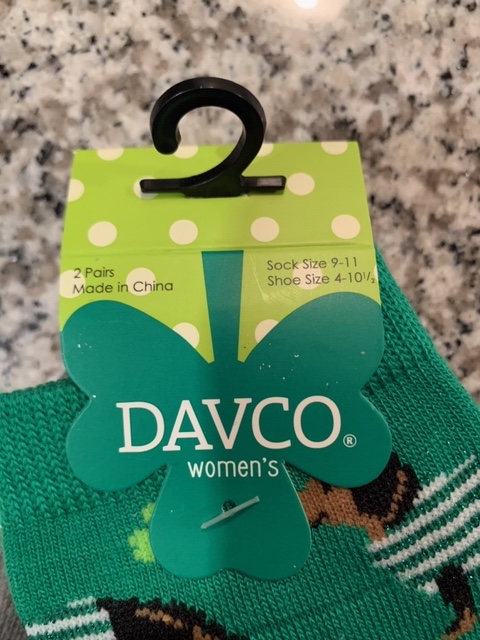 2 Pairs
Made in China
Sock Size 9-11
Shoe Size 4-10½
DAVCO®
women's